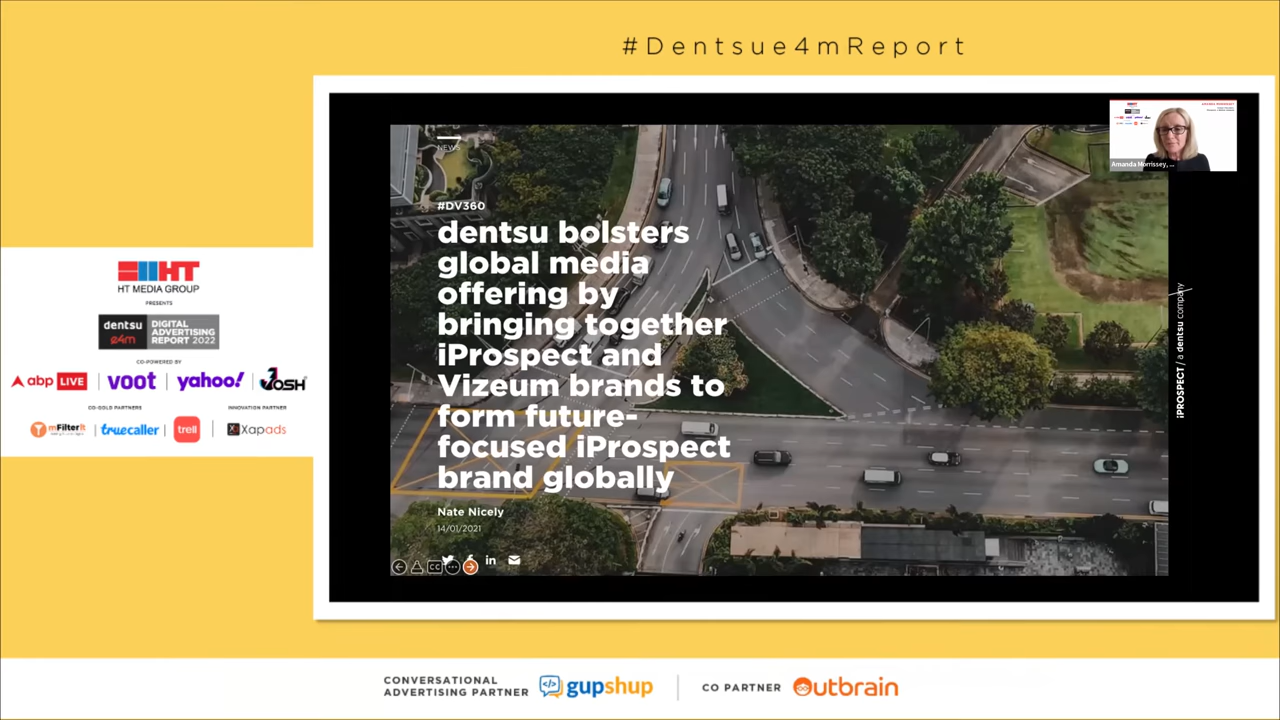 #Dentsue4mReport
HT
HT MEDIA GROUP
PRESENTS
dentsu
e4m
DIGITAL
ADVERTISING
REPORT 2022
CO-POWERED BY
abp LIVE
VOOT
yahoo!
JOSH
CO-GOLD PARTNERS
INNOVATION PARTNER
mFilterIt
truecaller
trell
Xapads
NEWS
#DV360
dentsu bolsters
global media
offering by
bringing together
iProspect and
Vizeum brands to
form future-
focused iProspect
brand globally
Nate Nicely
14/01/2021
CC
in
Amanda Morrissey, ...
iPROSPECT / a dentsu company
CONVERSATIONAL
ADVERTISING PARTNER
gupshup
CO PARTNER
Outbrain